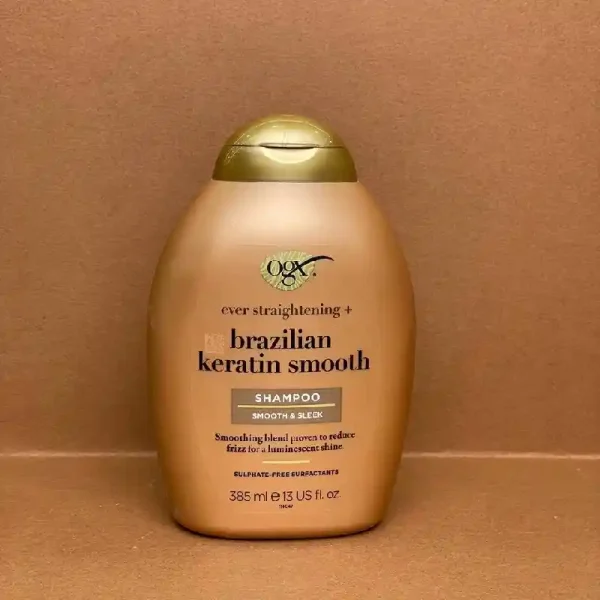 ogx.
ever straightening +
brazilian
keratin smooth
SHAMPOO
SMOOTH & SLEEK
Smoothing blend proven to reduce
frizz for a luminescent shine.
SULPHATE-FREE SURFACTANTS
385 ml e 13 US fl. oz.